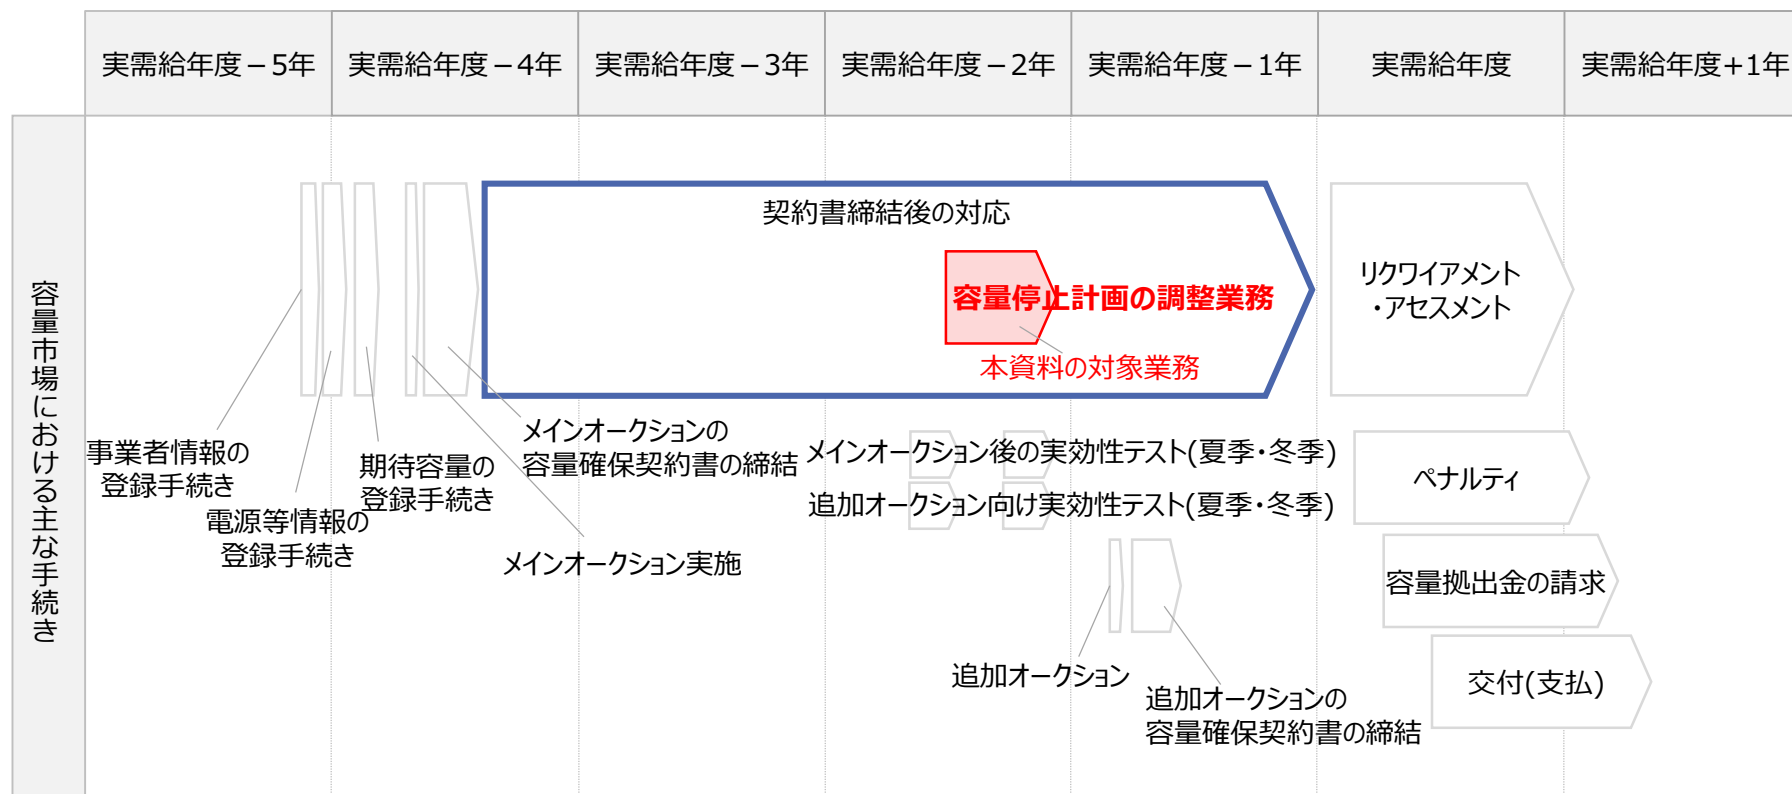 実需給年度－5年
実需給年度－4年
実需給年度－3年
実需給年度－2年
実需給年度－1年
実需給年度
実需給年度+1年
容量市場における主な手続き
契約書締結後の対応
容量停止計画の調整業務
本資料の対象業務
リクワイアメント
・アセスメント
事業者情報の
登録手続き
電源等情報の
登録手続き
期待容量の
登録手続き
メインオークションの
容量確保契約書の締結
メインオークション実施
メインオークション後の実効性テスト(夏季・冬季)
追加オークション向け実効性テスト(夏季・冬季)
ペナルティ
容量拠出金の請求
追加オークション
追加オークションの
容量確保契約書の締結
交付(支払)